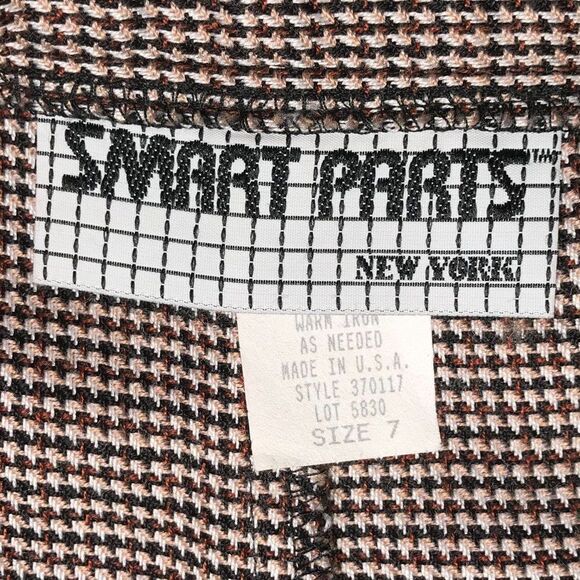 SMART PARTS™
NEW YORK
WARM IRON
AS NEEDED
MADE IN U.S.A.
STYLE 370117
LOT 5830
SIZE 7